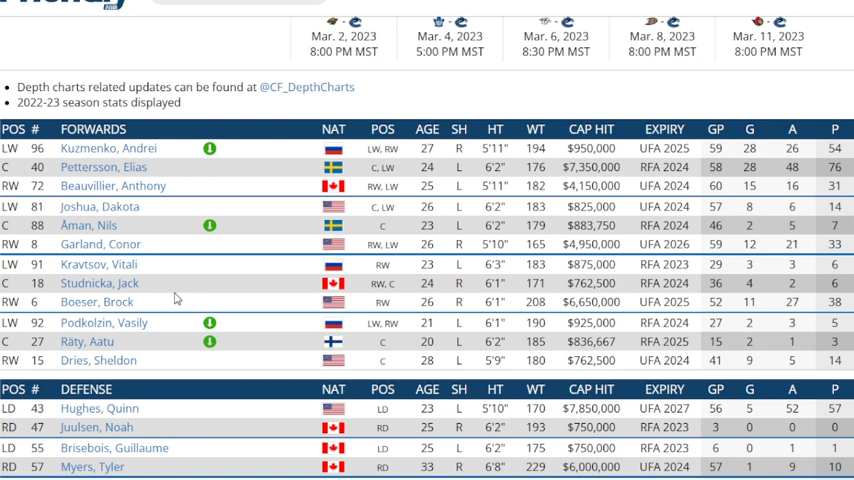 Mar. 2, 2023 Mar. 4, 2023 Mar. 6, 2023 Mar. 8, 2023 Mar. 11, 2023
8:00 PM MST 5:00 PM MST 8:30 PM MST 8:00 PM MST 8:00 PM MST
• Depth charts related updates can be found at @CF_DepthCharts
• 2022-23 season stats displayed
POS # FORWARDS NAT POS AGE SH HT WT CAP HIT EXPIRY GP G A P
LW 96 Kuzmenko, Andrei LW, RW 27 R 5'11" 194 $950,000 UFA 2025 59 28 26 54
C 40 Pettersson, Elias C, LW 24 L 6'2" 176 $7,350,000 RFA 2024 58 28 48 76
RW 72 Beauvillier, Anthony RW, LW 25 L 5'11" 182 $4,150,000 UFA 2024 60 15 16 31
LW 81 Joshua, Dakota C, LW 26 L 6'2" 183 $825,000 UFA 2024 57 8 6 14
C 88 Åman, Nils C 23 L 6'2" 179 $883,750 RFA 2024 46 2 5 7
RW 8 Garland, Conor RW, LW 26 R 5'10" 165 $4,950,000 UFA 2026 59 12 21 33
LW 91 Kravtsov, Vitali RW 23 L 6'3" 183 $875,000 RFA 2023 29 3 3 6
C 18 Studnicka, Jack RW, C 24 R 6'1" 171 $762,500 RFA 2024 36 4 2 6
RW 6 Boeser, Brock RW 26 R 6'1" 208 $6,650,000 UFA 2025 52 11 27 38
LW 92 Podkolzin, Vasily LW, RW 21 L 6'1" 190 $925,000 RFA 2024 27 2 3 5
C 27 Räty, Aatu C 20 L 6'2" 185 $836,667 RFA 2025 15 2 1 3
RW 15 Dries, Sheldon C 28 L 5'9" 180 $762,500 UFA 2024 41 9 5 14
POS # DEFENSE NAT POS AGE SH HT WT CAP HIT EXPIRY GP G A P
LD 43 Hughes, Quinn LD 23 L 5'10" 170 $7,850,000 UFA 2027 56 5 52 57
RD 47 Juulsen, Noah RD 25 R 6'2" 193 $750,000 RFA 2023 3 0 0 0
LD 55 Brisebois, Guillaume LD 25 L 6'2" 175 $750,000 RFA 2023 6 0 1 1
RD 57 Myers, Tyler RD 33 R 6'8" 229 $6,000,000 UFA 2024 57 1 9 10